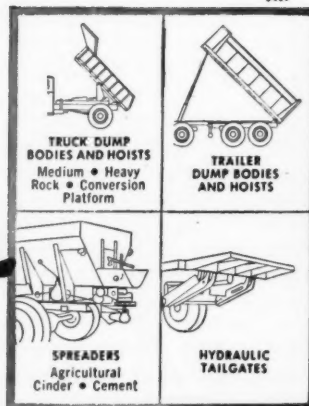 TRUCK DUMP
BODIES AND HOISTS
Medium • Heavy
Rock • Conversion
Platform
TRAILER
DUMP BODIES
AND HOISTS
SPREADERS
Agricultural
Cinder • Cement
HYDRAULIC
TAILGATES